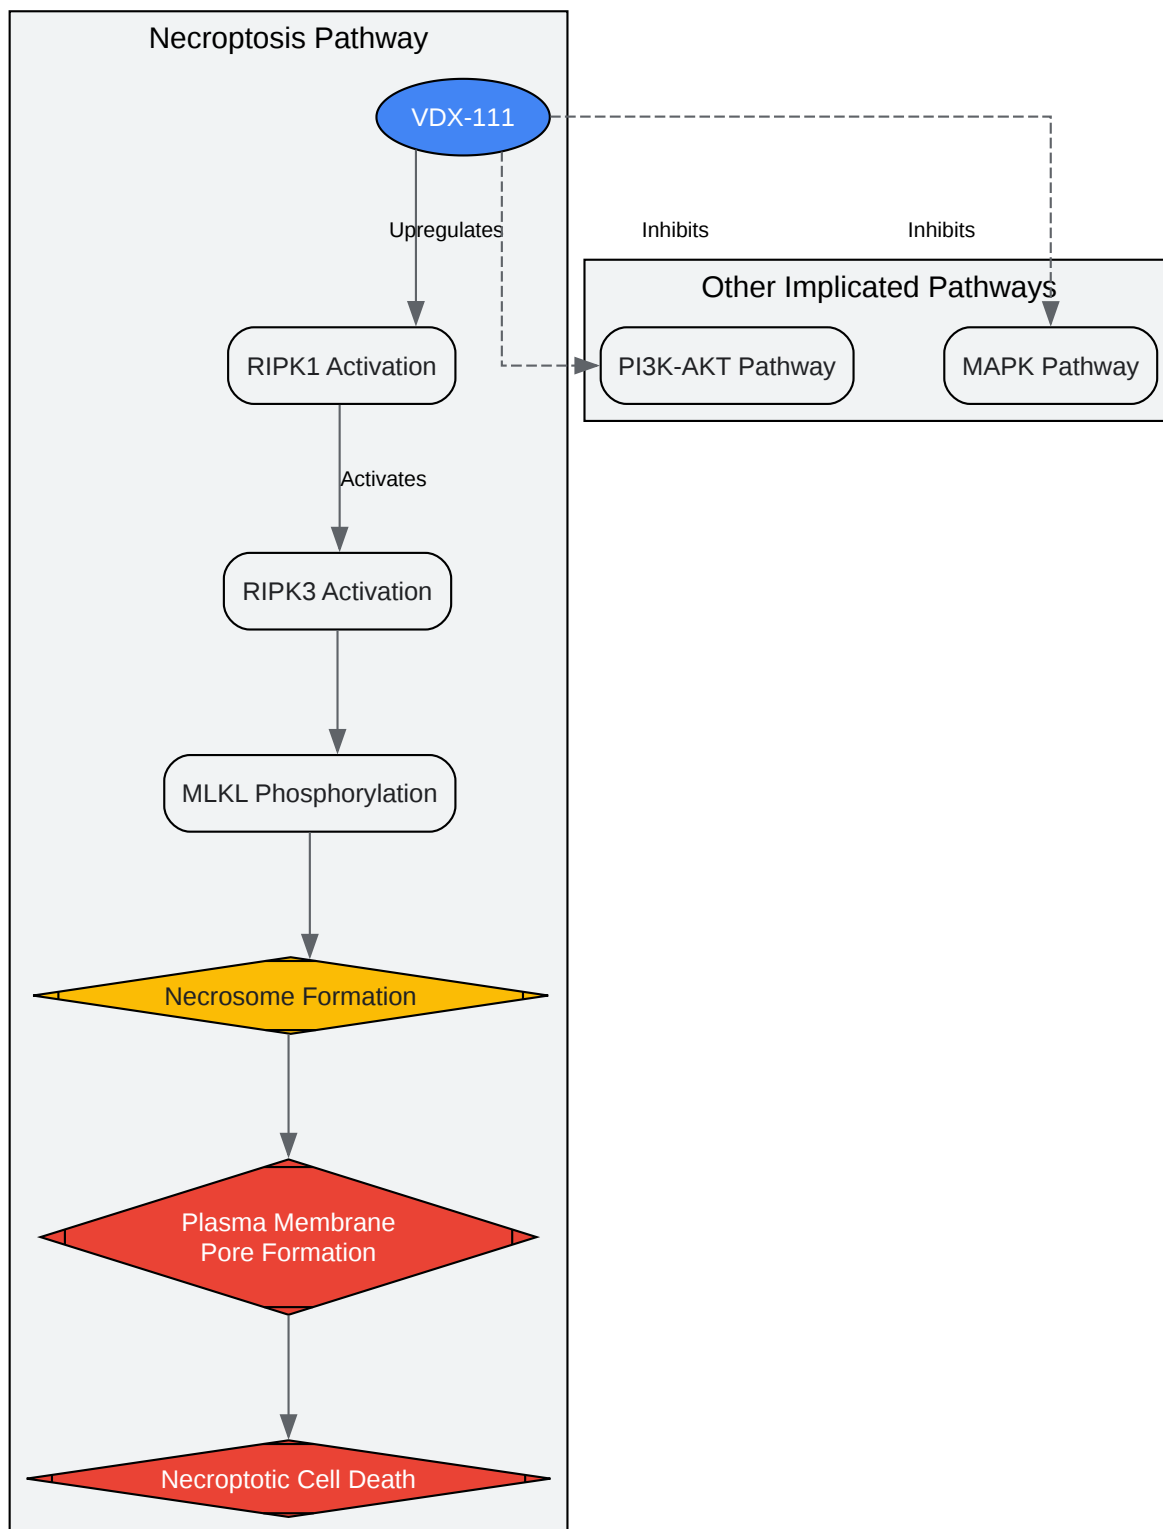 Necroptosis Pathway
VDX-111
Upregulates
Inhibits
Inhibits
Other Implicated Pathways
RIPK1 Activation
PI3K-AKT Pathway
MAPK Pathway
Activates
RIPK3 Activation
MLKL Phosphorylation
Necrosome Formation
Plasma Membrane
Pore Formation
Necroptotic Cell Death